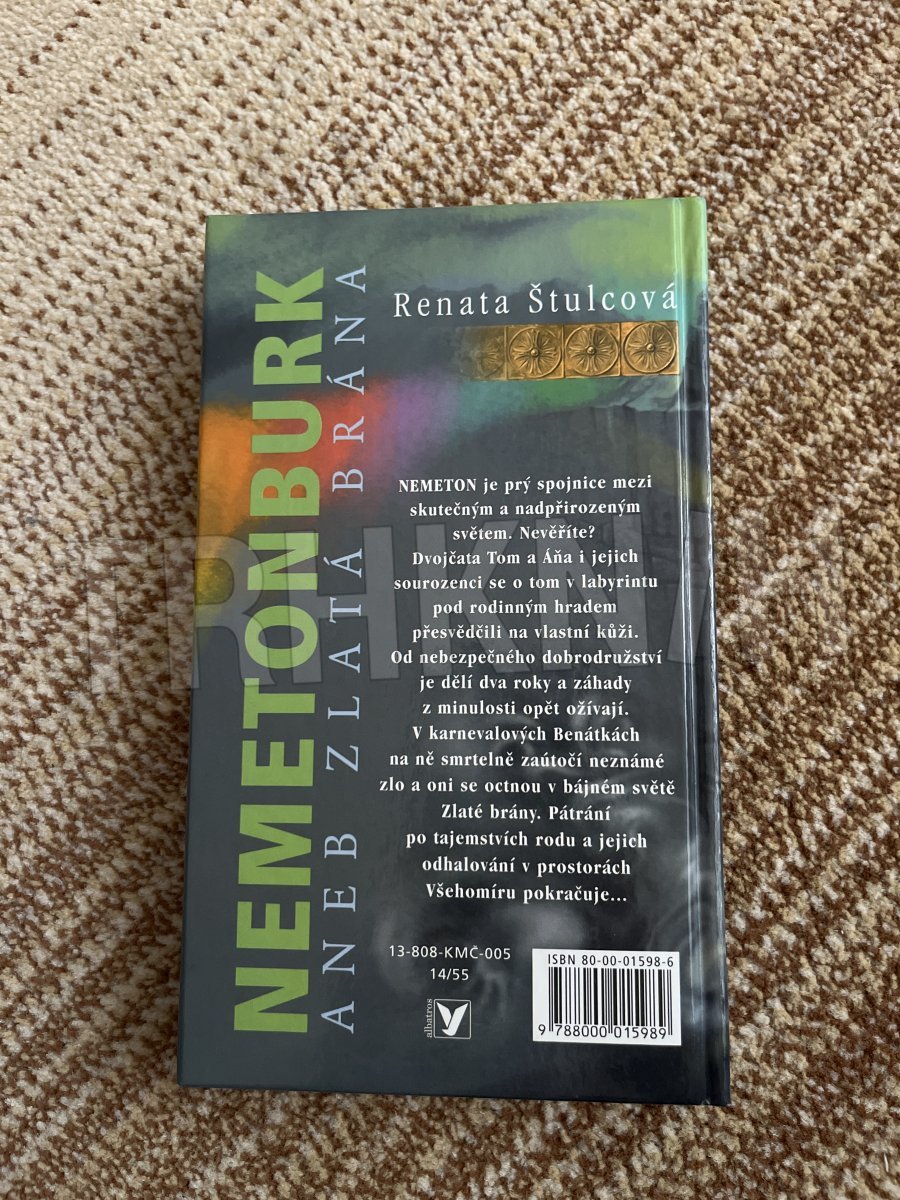 NEMETONBURK
ANEB ZLATÁ BRÁNA
Renata Štulcová
NEMETON je prý spojnice mezi
skutečným a nadpřirozeným
světem. Nevěříte?
Dvojčata Tom a Áňa i jejich
sourozenci se o tom v labyrintu
pod rodinným hradem
přesvědčili na vlastní kůži.
Od nebezpečného dobrodružství
je dělí dva roky a záhady
z minulosti opět ožívají.
V karnevalových Benátkách
na ně smrtelně zaútočí neznámé
zlo a oni se octnou v bájném světě
Zlaté brány. Pátrání
po tajemstvích rodu a jejich
odhalování v prostorách
Všehomíru pokračuje...
13-808-KMČ-005
14/55
albatros
ISBN 80-00-01598-6
9 788000 015989
TRHKN